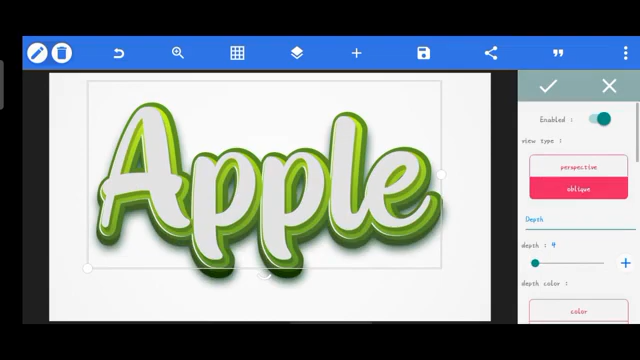 Apple
Enabled :
view type :
perspective
oblique
Depth
depth : 4
depth color :
color